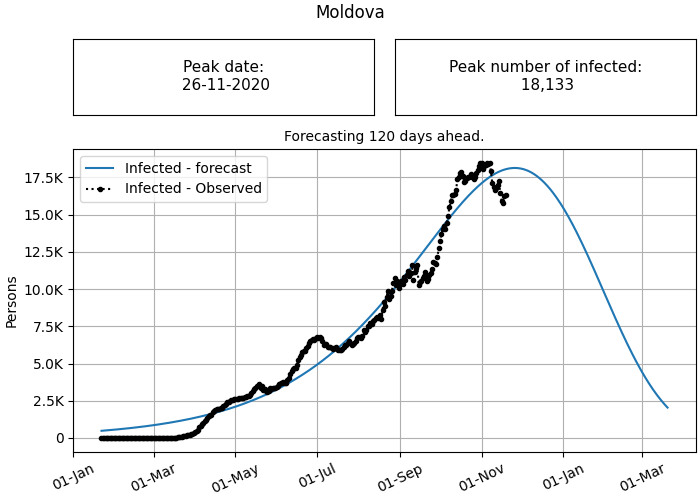 Moldova
Peak date:
26-11-2020
Peak number of infected:
18,133
Forecasting 120 days ahead.
Infected - forecast
Infected - Observed
Persons
17.5K
15.0K
12.5K
10.0K
7.5K
5.0K
2.5K
0
01-Jan
01-Mar
01-May
01-Jul
01-Sep
01-Nov
01-Jan
01-Mar